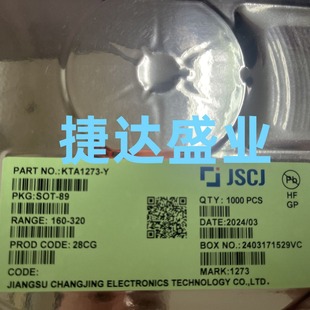 捷达盛业
PART NO.:KTA1273-Y
JSCJ
Pb
PKG:SOT-89
QTY: 1000 PCS
HF
GP
RANGE: 160-320
DATE:2024/03
PROD CODE: 28CG
BOX NO.:2403171529VC
CODE:
MARK:1273
JIANGSU CHANGJING ELECTRONICS TECHNOLOGY CO.,LTD.